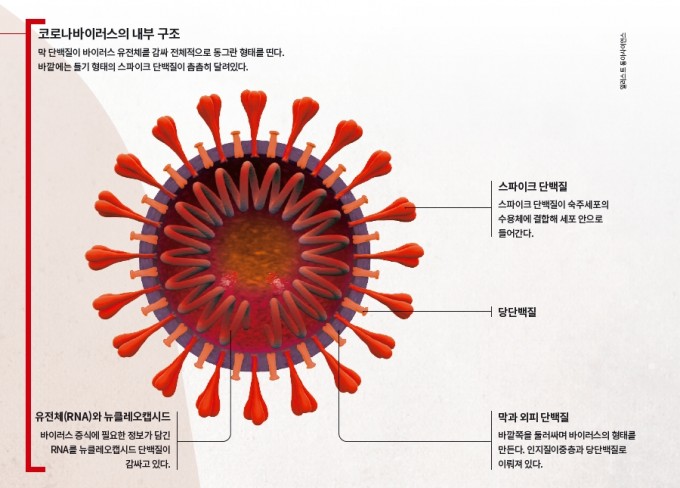 코로나바이러스의 내부 구조
막 단백질이 바이러스 유전체를 감싸 전체적으로 동그란 형태를 띤다.
바깥에는 돌기 형태의 스파이크 단백질이 촘촘히 달려있다.
일러스트 동아사이언스
스파이크 단백질
스파이크 단백질이 숙주세포의
수용체에 결합해 세포 안으로
들어간다.
당단백질
유전체(RNA)와 뉴클레오캡시드
바이러스 증식에 필요한 정보가 담긴
RNA를 뉴클레오캡시드 단백질이
감싸고 있다.
막과 외피 단백질
바깥쪽을 둘러싸며 바이러스의 형태를
만든다. 인지질이중층과 당단백질로
이뤄져 있다.